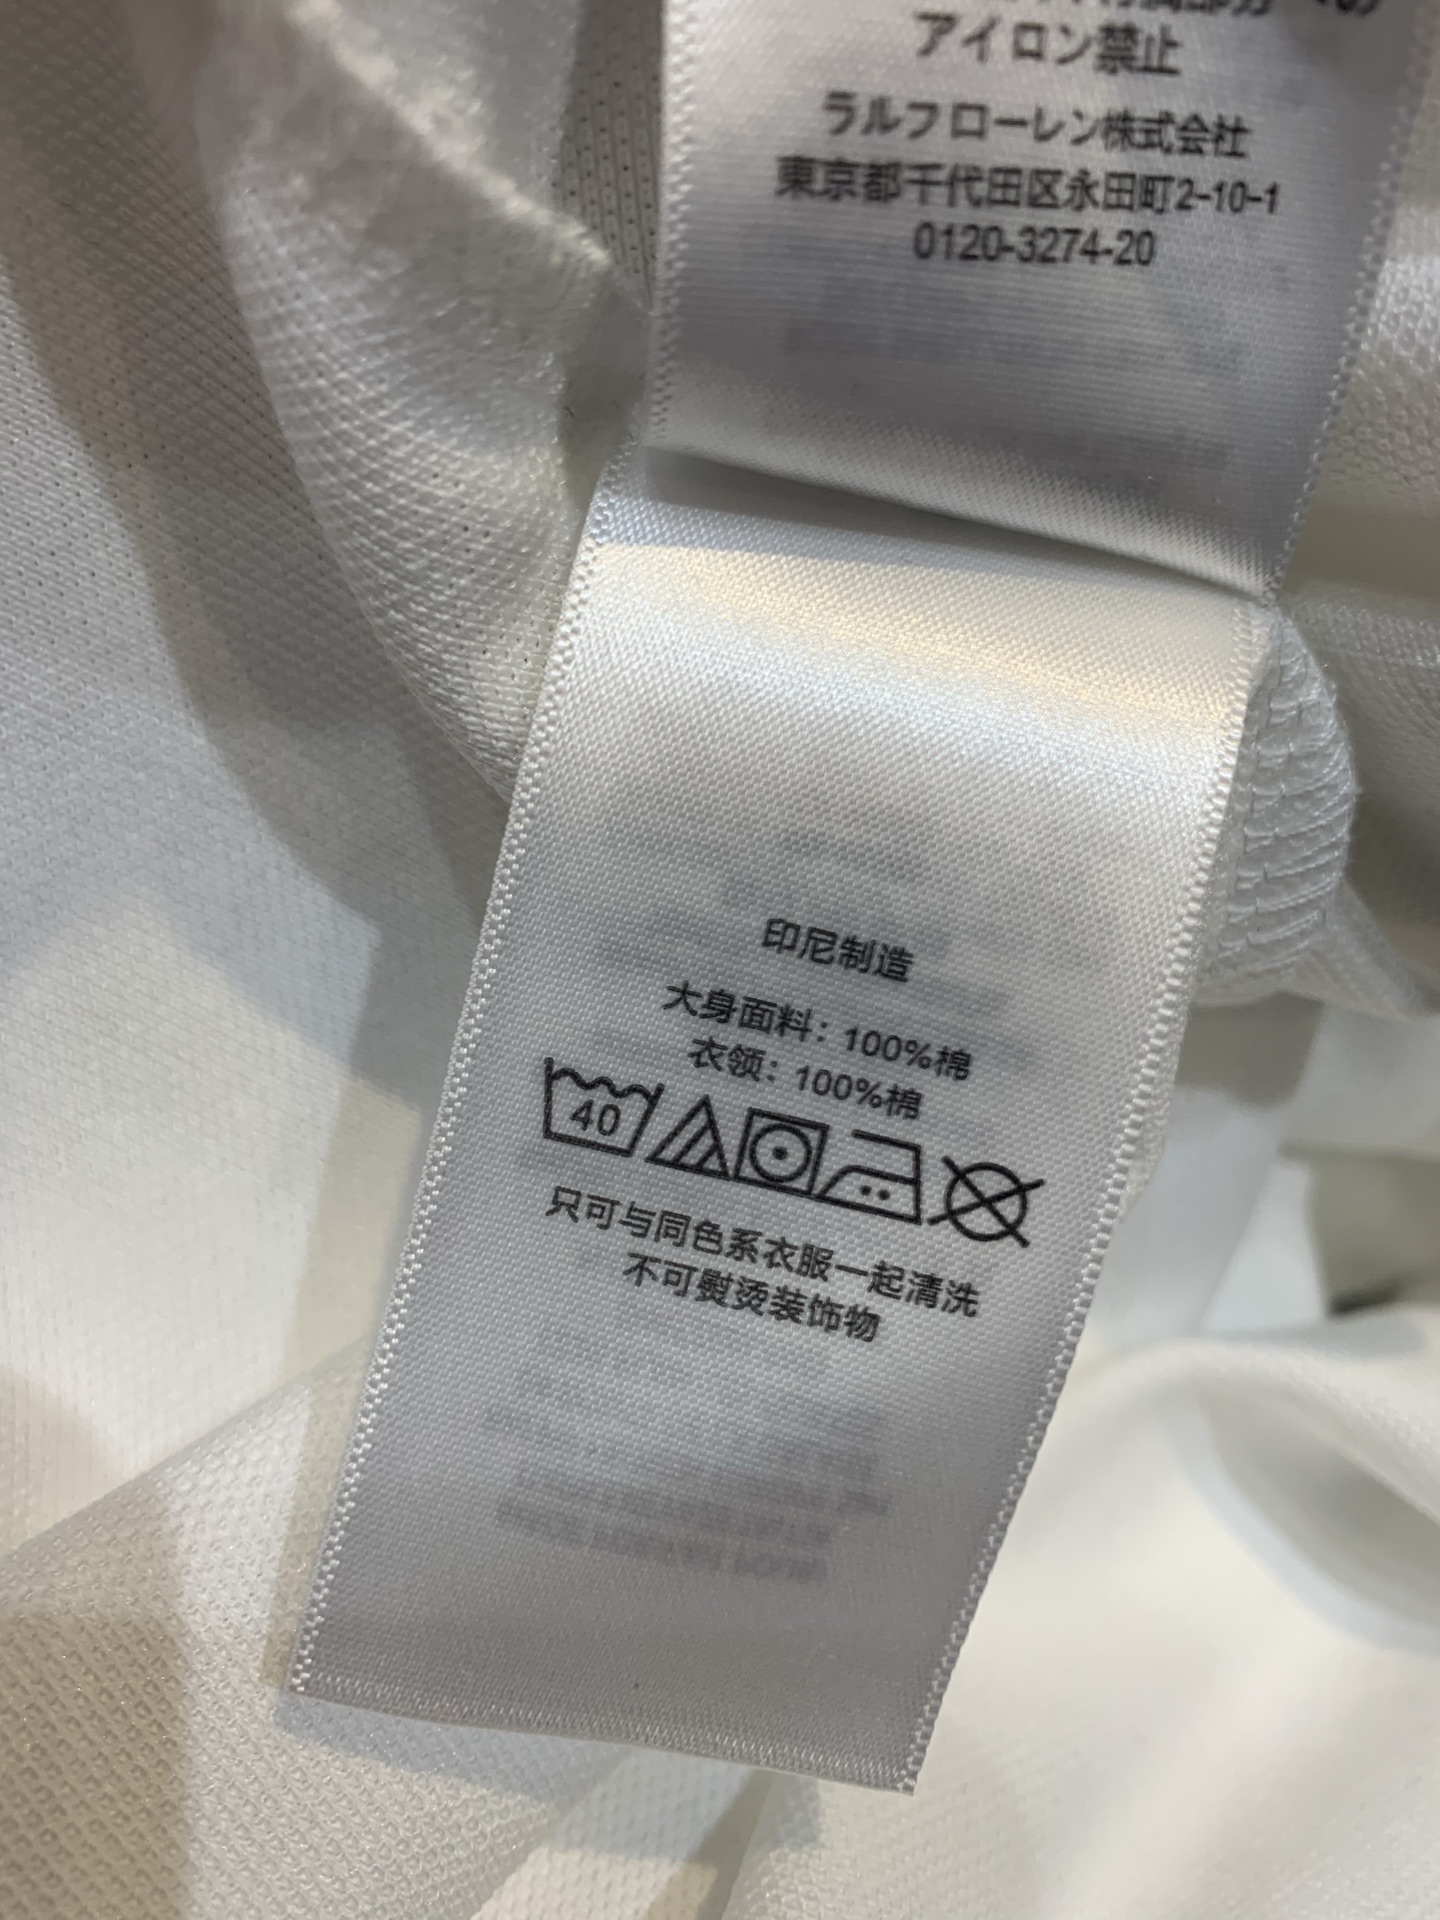 アイロン禁止
ラルフローレン株式会社
東京都千代田区永田町2-10-1
0120-3274-20
印尼制造
大身面料：100%棉
衣领：100%棉
40
只可与同色系衣服一起清洗
不可熨烫装饰物